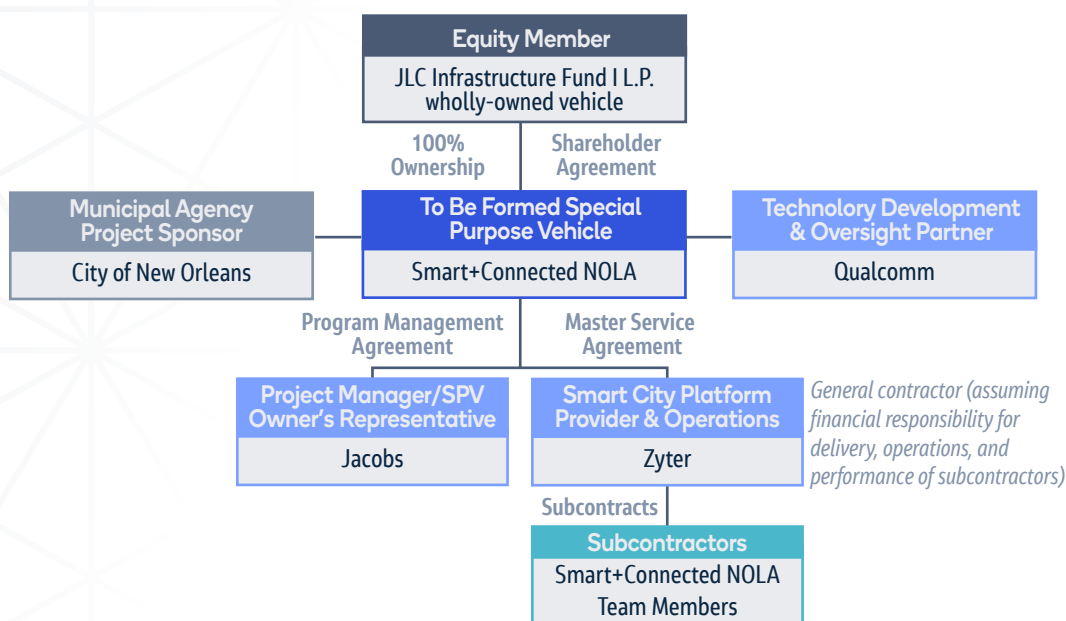 Equity Member
JLC Infrastructure Fund I L.P.
wholly-owned vehicle
100%
Ownership
Shareholder
Agreement
Municipal Agency
Project Sponsor
City of New Orleans
To Be Formed Special
Purpose Vehicle
Smart+Connected NOLA
Technolory Development
& Oversight Partner
Qualcomm
Program Management
Agreement
Master Service
Agreement
Project Manager/SPV
Owner's Representative
Jacobs
Smart City Platform
Provider & Operations
Zyter
General contractor (assuming
financial responsibility for
delivery, operations, and
performance of subcontractors)
Subcontracts
Subcontractors
Smart+Connected NOLA
Team Members